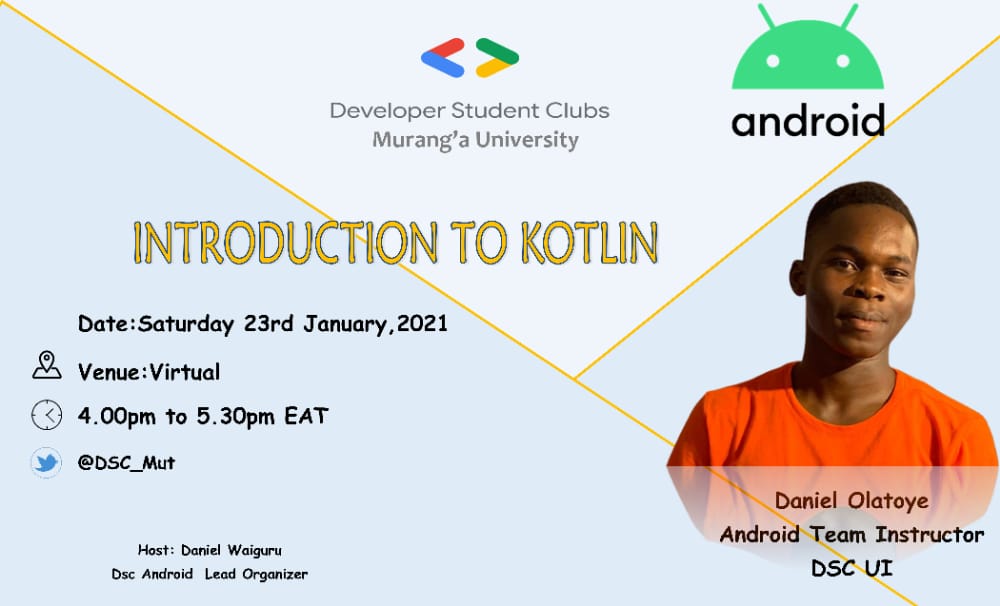 Developer Student Clubs
Murang'a University
android
INTRODUCTION TO KOTLIN
Date:Saturday 23rd January,2021
Venue:Virtual
4.00pm to 5.30pm EAT
@DSC_Mut
Daniel Olatoye
Android Team Instructor
DSC UI
Host: Daniel Waiguru
Dsc Android Lead Organizer